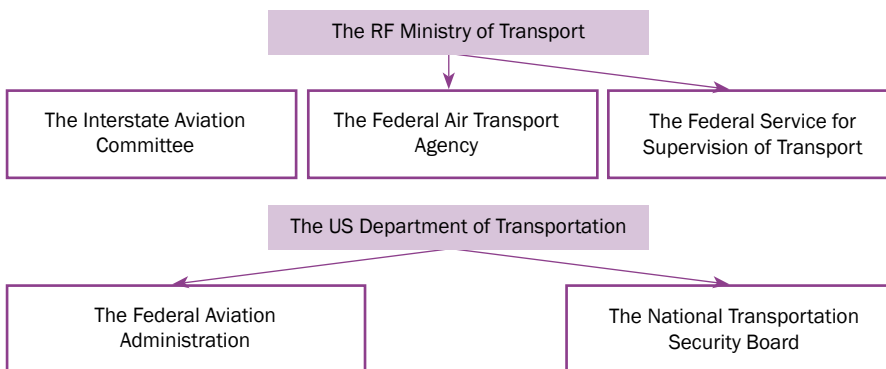 The RF Ministry of Transport
The Interstate Aviation
Committee
The Federal Air Transport
Agency
The Federal Service for
Supervision of Transport
The US Department of Transportation
The Federal Aviation
Administration
The National Transportation
Security Board